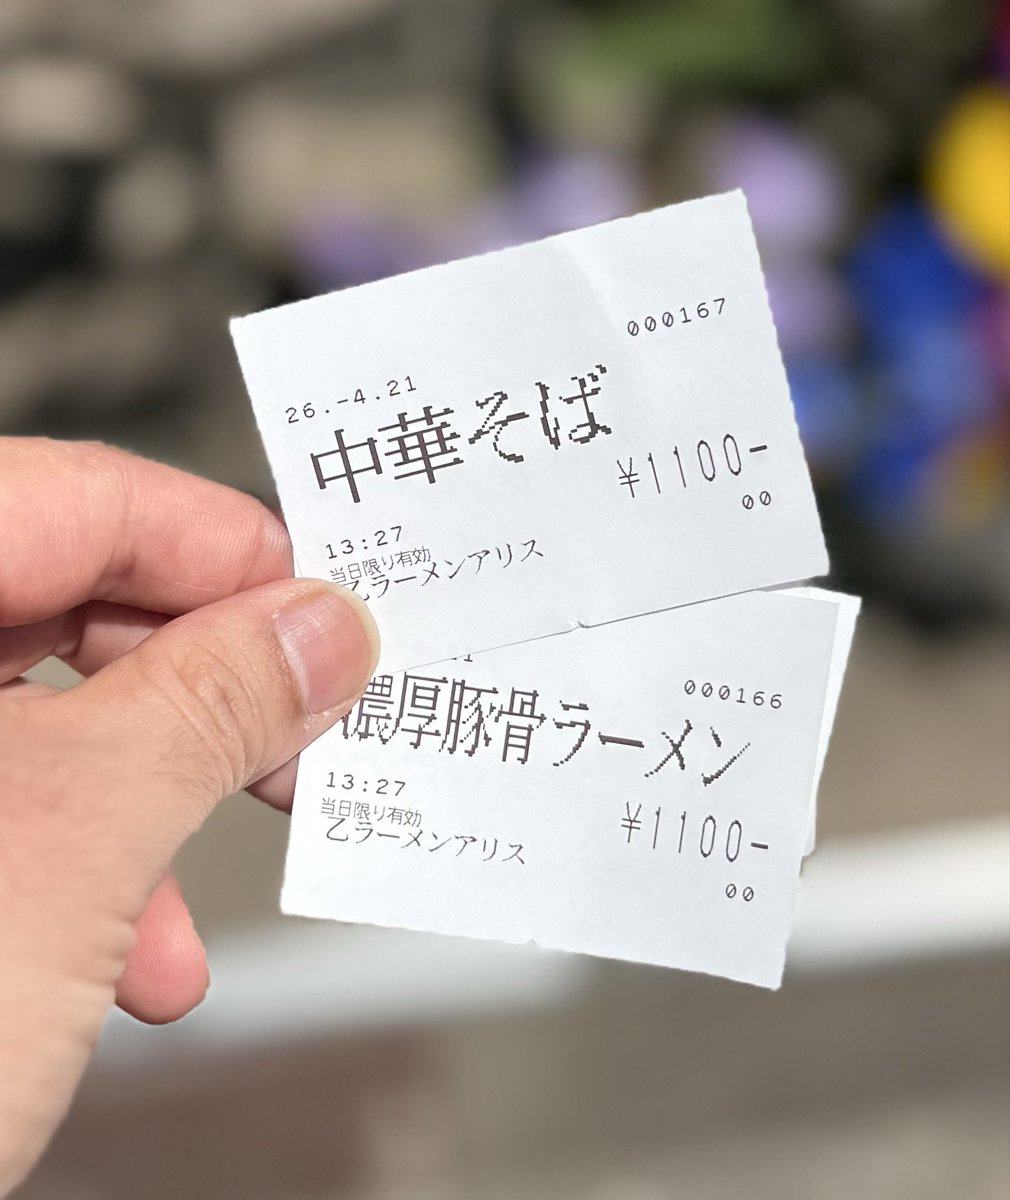 000167
26.-4.21
中華そば
¥1100-
00
13:27
当日限り有効
乙ラーメンアリス
000166
濃厚豚骨ラーメン
¥1100-
00
13:27
当日限り有効
乙ラーメンアリス